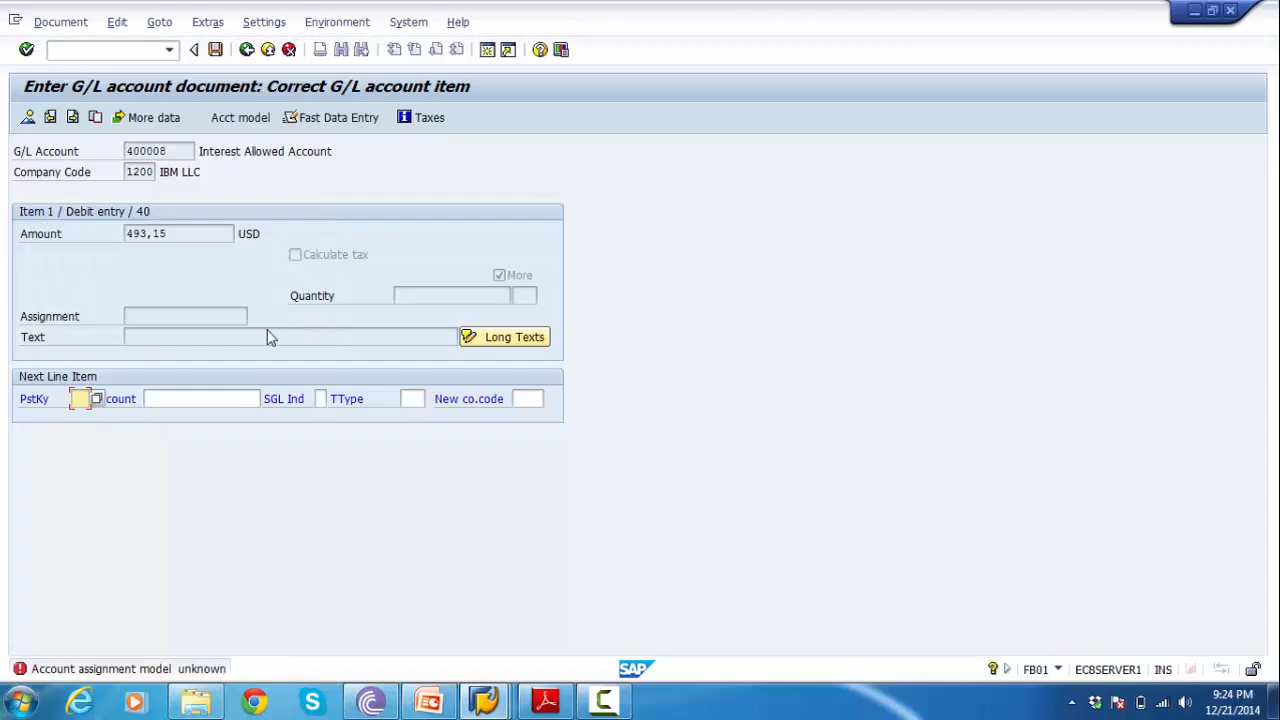 Document Edit Goto Extras Settings Environment System Help
Enter G/L account document: Correct G/L account item
More data Acct model Fast Data Entry Taxes
G/L Account 400008 Interest Allowed Account
Company Code 1200 IBM LLC
Item 1 / Debit entry / 40
Amount 493,15 USD
Calculate tax
More
Quantity
Assignment
Text Long Texts
Next Line Item
PstKy count SGL Ind TType New co.code
Account assignment model unknown SAP FB01 EC8SERVER1 INS
9:24 PM
12/21/2014